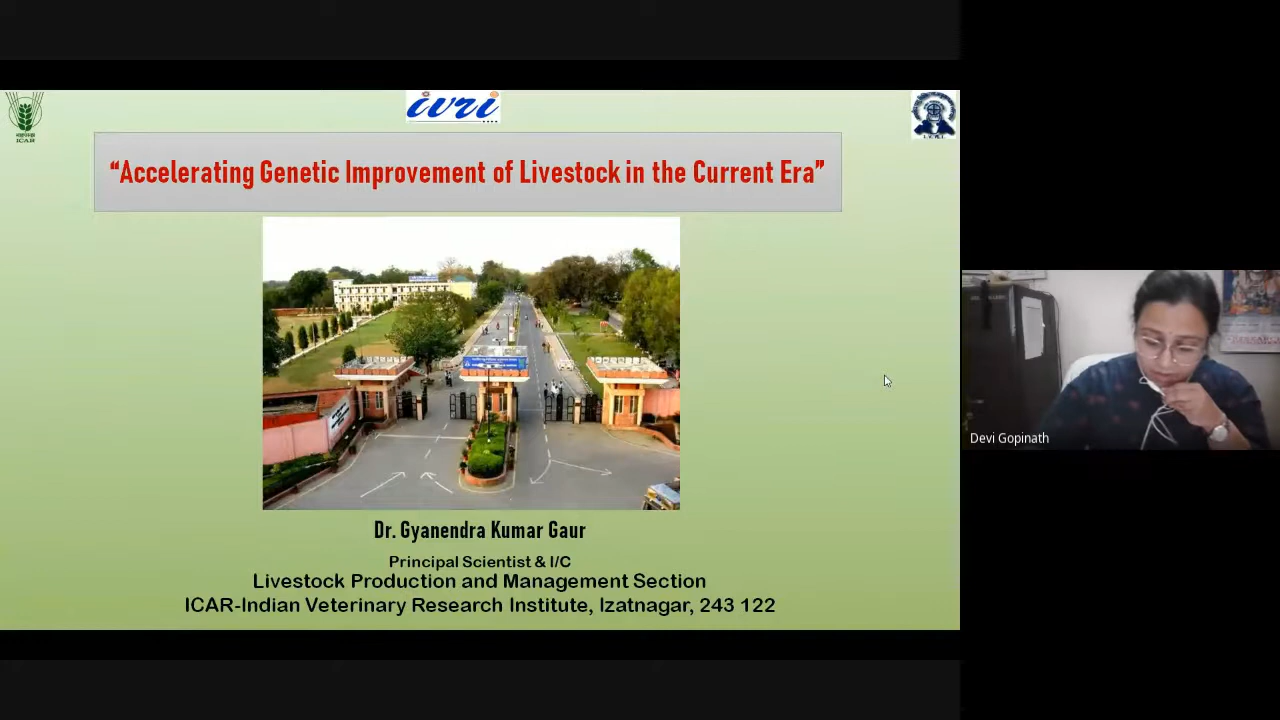 ICAR
ivri
I.V.R.I.
“Accelerating Genetic Improvement of Livestock in the Current Era”
Dr. Gyanendra Kumar Gaur
Principal Scientist & I/C
Livestock Production and Management Section
ICAR-Indian Veterinary Research Institute, Izatnagar, 243 122
Devi Gopinath